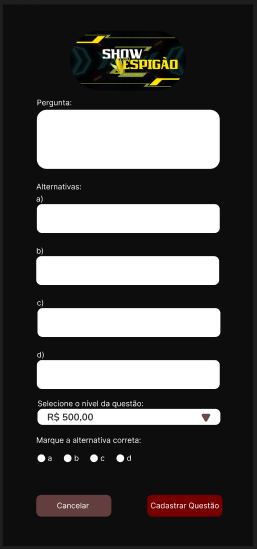 SHOW
ESPIGÃO
Pergunta:
Alternativas:
a)
b)
c)
d)
Selecione o nível da questão:
R$ 500,00
Marque a alternativa correta:
a b c d
Cancelar Cadastrar Questão